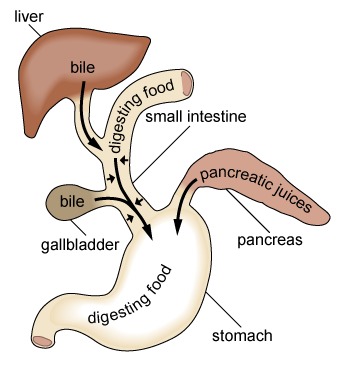 liver
bile
digesting food
small intestine
pancreatic juices
bile
gallbladder
pancreas
digesting food
stomach